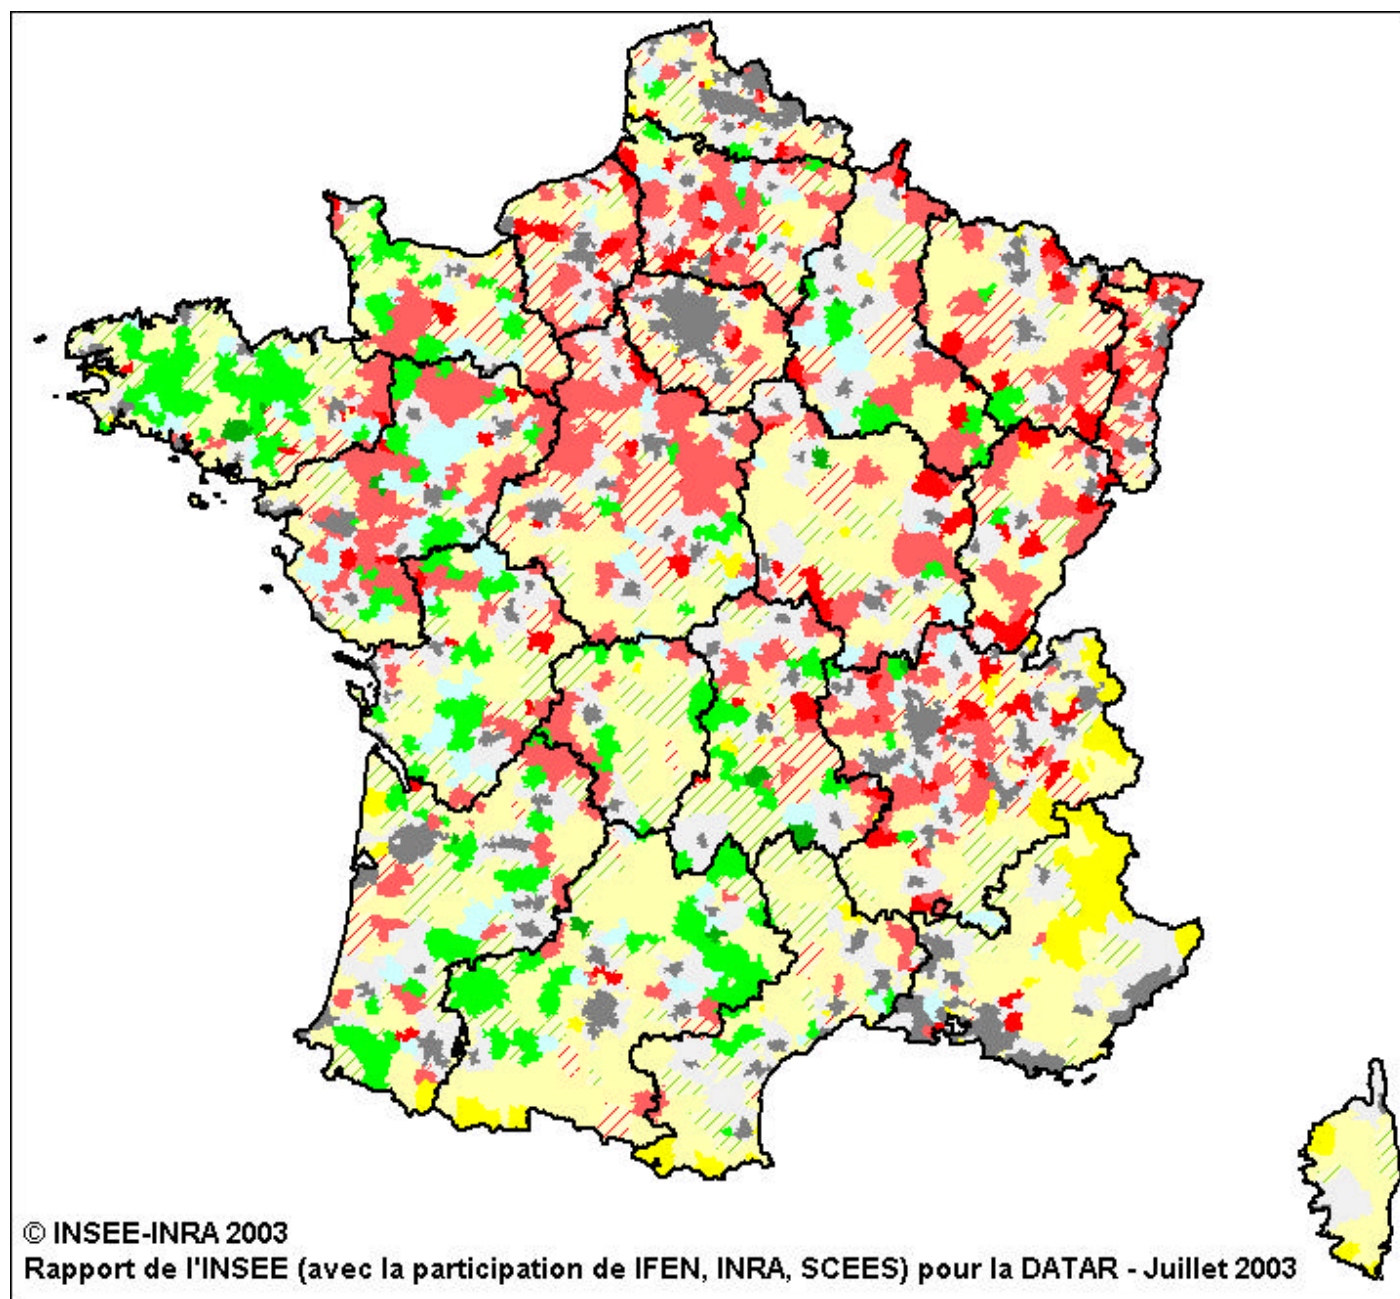 © INSEE-INRA 2003
Rapport de l'INSEE (avec la participation de IFEN, INRA, SCEES) pour la DATAR - Juillet 2003